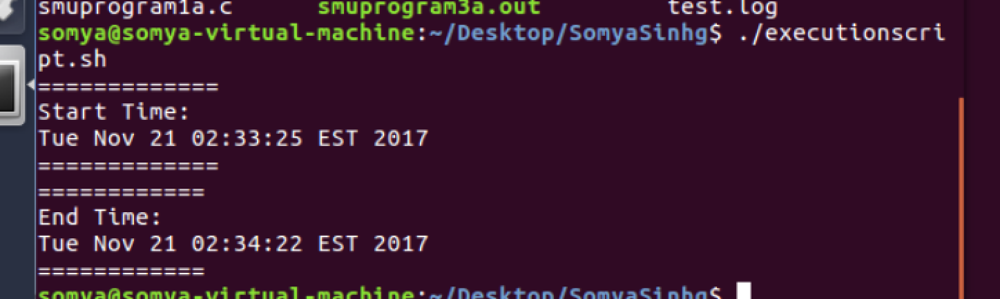 smuprogram1a.c      smuprogram3a.out         test.log
somya@somya-virtual-machine:~/Desktop/SomyaSinhg$ ./executionscri
pt.sh
=============
Start Time:
Tue Nov 21 02:33:25 EST 2017
=============
============
End Time:
Tue Nov 21 02:34:22 EST 2017
============
somya@somya-virtual-machine:~/Desktop/SomyaSinhg$